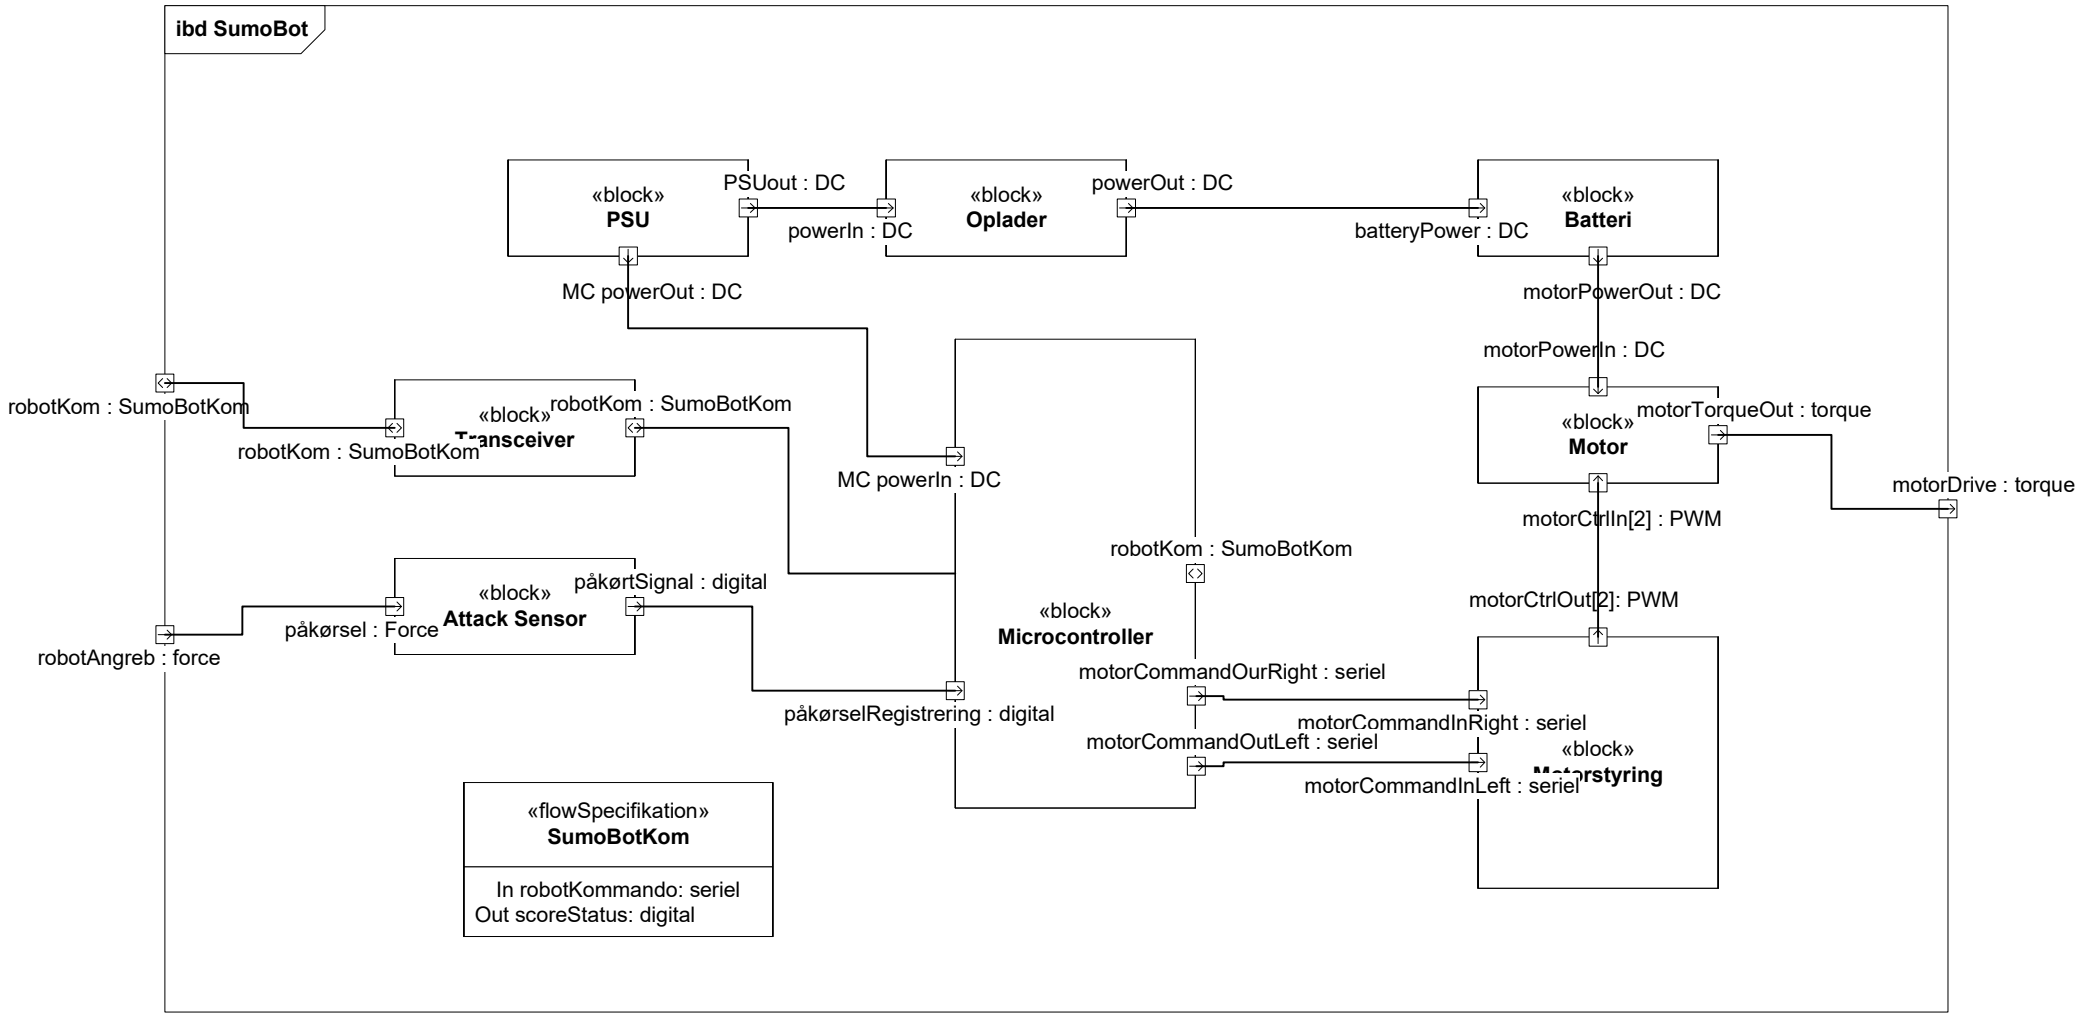 ibd SumoBot
PSUout : DC
powerOut : DC
«block»
PSU
«block»
Oplader
«block»
Batteri
powerIn : DC
batteryPower : DC
MC powerOut : DC
motorPowerOut : DC
motorPowerIn : DC
robotKom : SumoBotKom
«block»
Transceiver
robotKom : SumoBotKom
robotKom : SumoBotKom
«block»
Motor
motorTorqueOut : torque
MC powerIn : DC
motorDrive : torque
motorCtrlIn[2] : PWM
robotKom : SumoBotKom
påkørtSignal : digital
«block»
Attack Sensor
påkørsel : Force
robotAngreb : force
motorCtrlOut[2]: PWM
«block»
Microcontroller
motorCommandOurRight : seriel
påkørselRegistrering : digital
motorCommandInRight : seriel
motorCommandOutLeft : seriel
«block»
Motorstyring
motorCommandInLeft : seriel
«flowSpecifikation»
SumoBotKom
In robotKommando: seriel
Out scoreStatus: digital